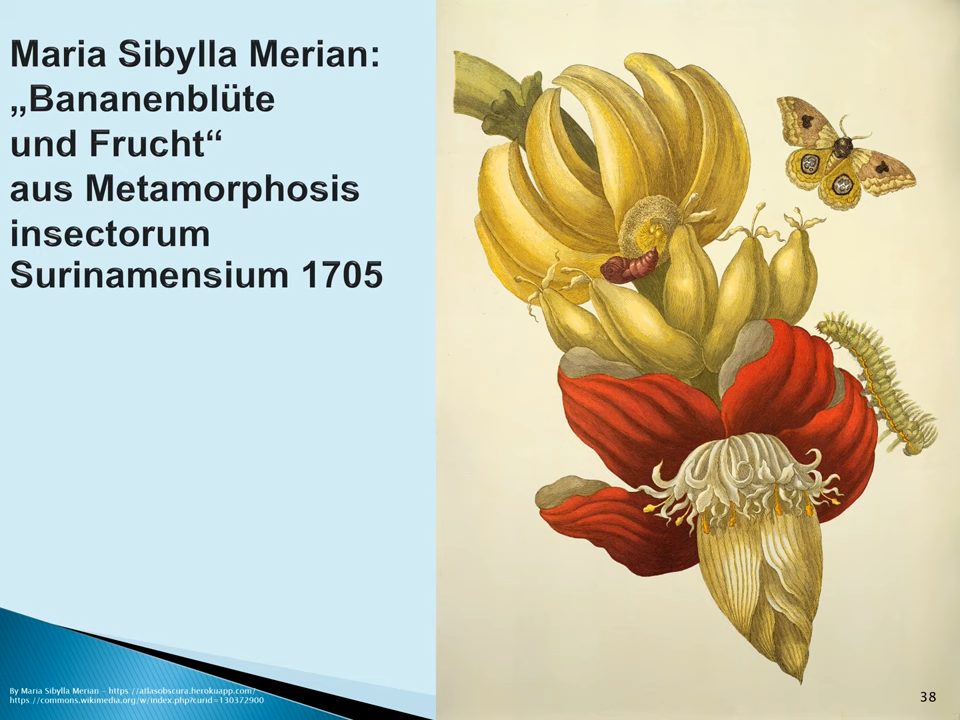 Maria Sibylla Merian:
„Bananenblüte
und Frucht“
aus Metamorphosis
insectorum
Surinamensium 1705
By Maria Sibylla Merian - https://atlasobscura.herokuapp.com/
https://commons.wikimedia.org/w/index.php?curid=130372900
38